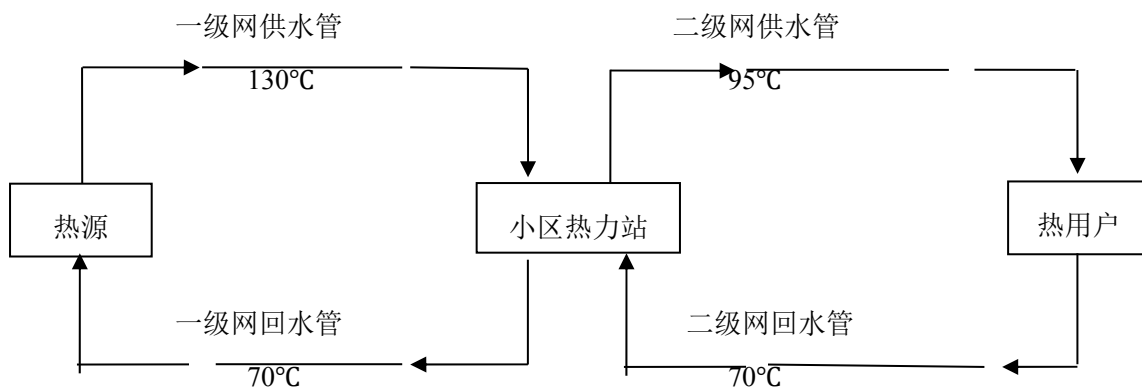 一级网供水管
二级网供水管
130℃
95℃
热源
小区热力站
热用户
一级网回水管
二级网回水管
70℃
70℃